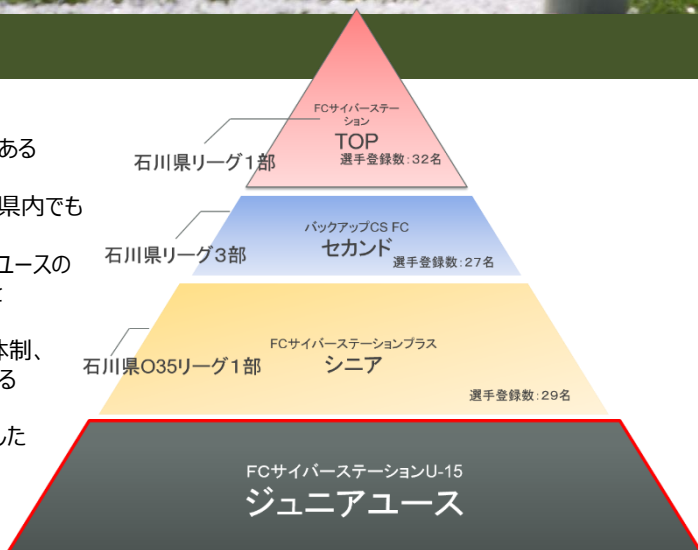 ある
県内でも
ユースの
本制、
る
した
FCサイバーステー
ション
TOP
選手登録数：32名
石川県リーグ１部
バックアップCS FC
セカンド
選手登録数：27名
石川県リーグ３部
FCサイバーステーションプラス
シニア
選手登録数：29名
石川県O35リーグ１部
FCサイバーステーションU-15
ジュニアユース